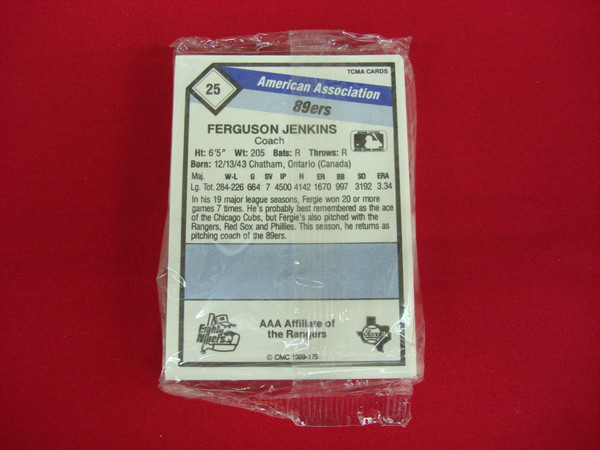 TCMA CARDS
25
American Association
89ers
FERGUSON JENKINS
Coach
Ht: 6'5" Wt: 205 Bats: R Throws: R
Born: 12/13/43 Chatham, Ontario (Canada)
Maj. W-L G SV IP H ER BB SO ERA
Lg. Tot. 284-226 664 7 4500 4142 1670 997 3192 3.34
In his 19 major league seasons, Fergie won 20 or more
games 7 times. He's probably best remembered as the ace
of the Chicago Cubs, but Fergie's also pitched with the
Rangers, Red Sox and Phillies. This season, he returns as
pitching coach of the 89ers.
Eighty
Niners
AAA Affiliate of
the Rangers
Rangers
© CMC 1989-175